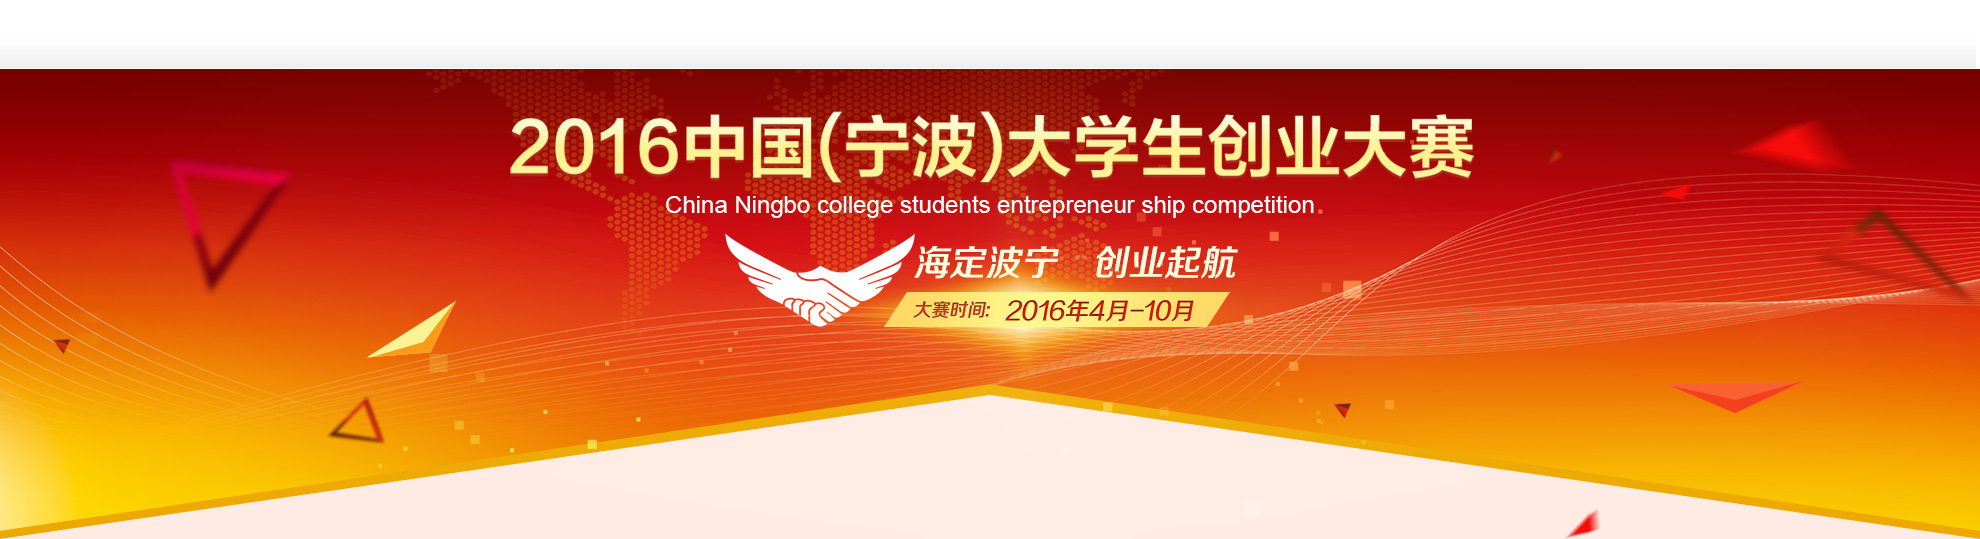 2016中国(宁波)大学生创业大赛
China Ningbo college students entrepreneur ship competition
海定波宁 创业起航
大赛时间: 2016年4月-10月